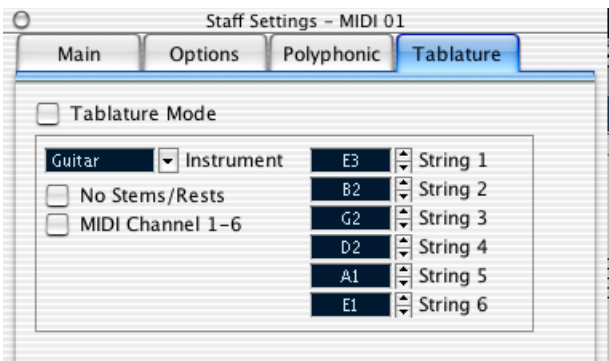 Staff Settings – MIDI 01
Main Options Polyphonic Tablature
Tablature Mode
Guitar Instrument E3 String 1
No Stems/Rests B2 String 2
MIDI Channel 1–6 G2 String 3
D2 String 4
A1 String 5
E1 String 6